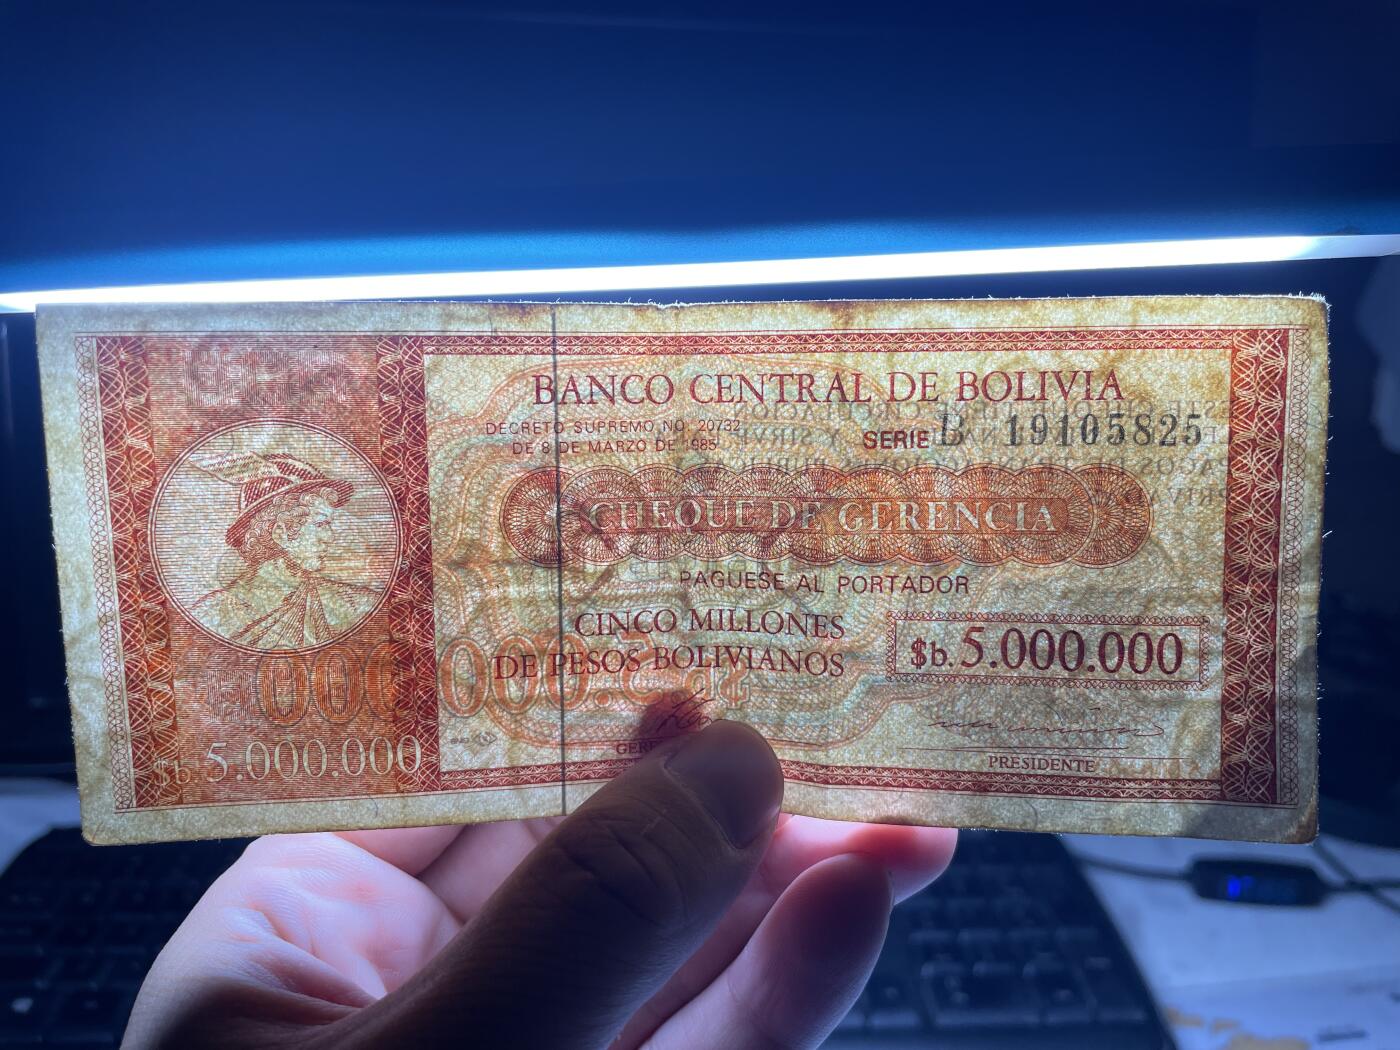 BANCO CENTRAL DE BOLIVIA
DECRETO SUPREMO NO. 20732
DE 8 DE MARZO DE 1985
SERIE B 19105825
CHEQUE DE GERENCIA
PAGUESE AL PORTADOR
CINCO MILLONES
DE PESOS BOLIVIANOS
$b.5.000.000
$b.5.000.000
PRESIDENTE